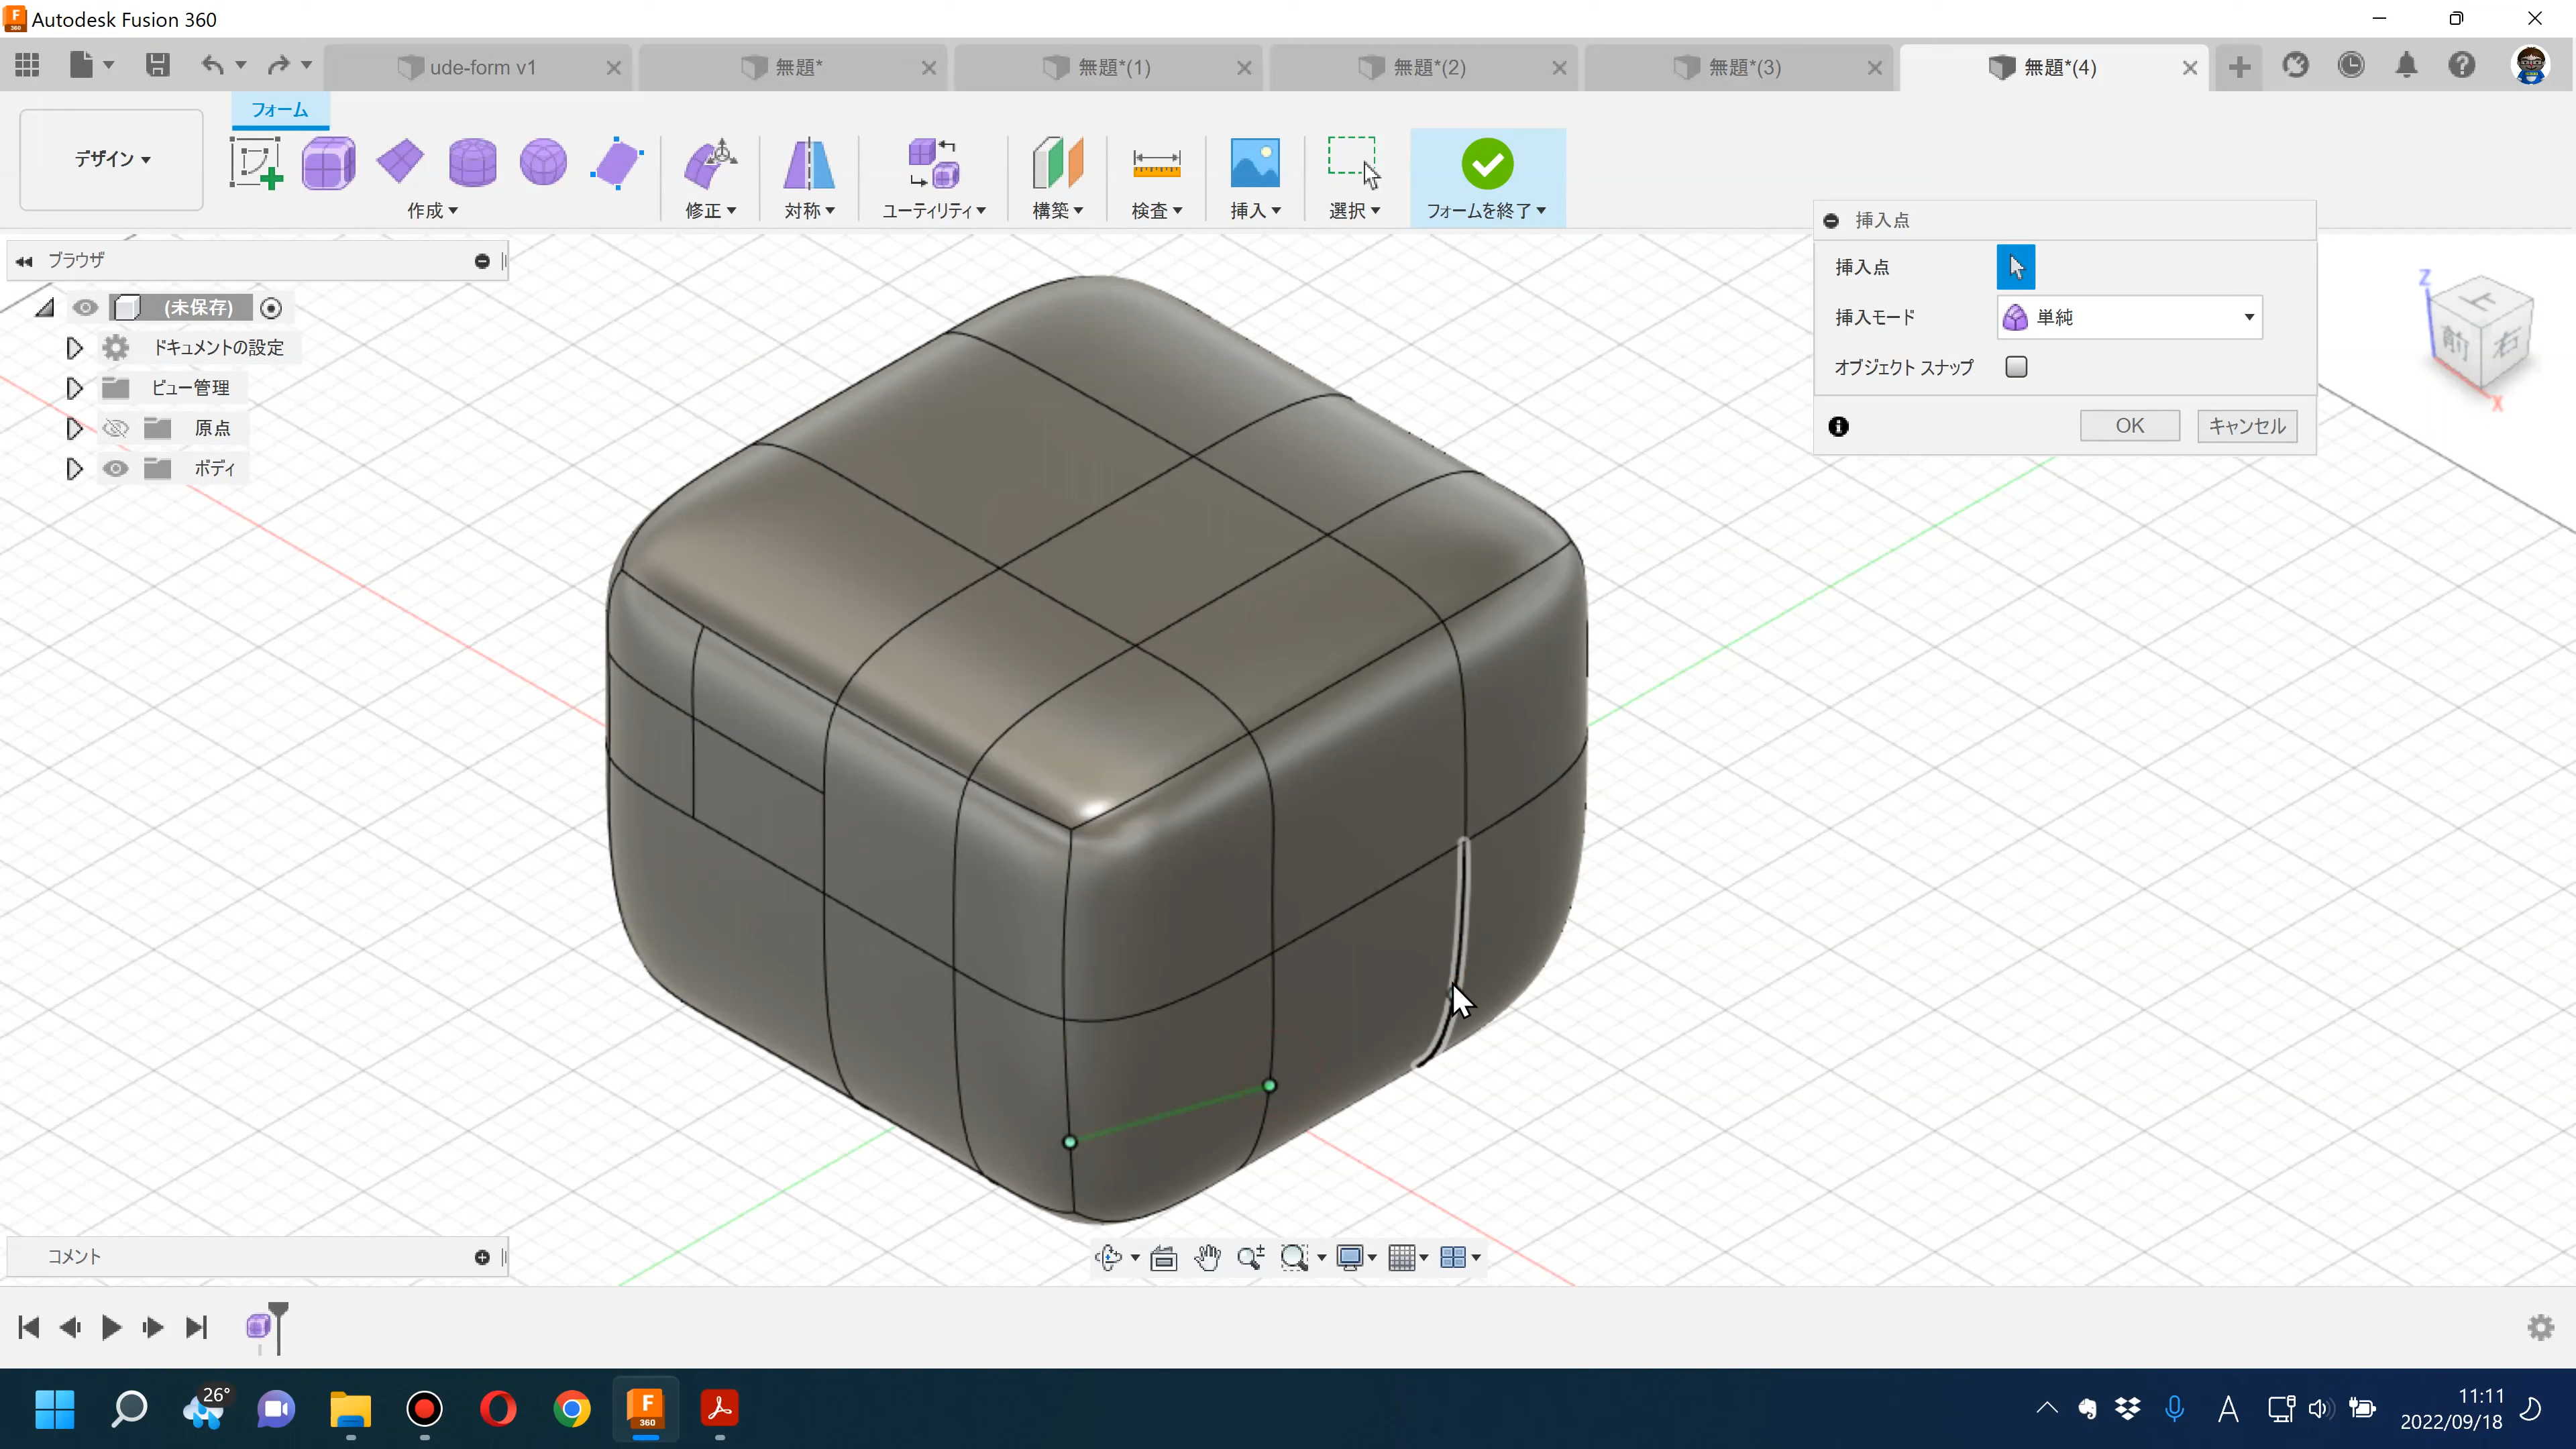 Autodesk Fusion 360
ude-form v1
無題*
無題*(1)
無題*(2)
無題*(3)
無題*(4)
フォーム
デザイン
作成
修正
対称
ユーティリティ
構築
検査
挿入
選択
フォームを終了
ブラウザ
(未保存)
ドキュメントの設定
ビュー管理
原点
ボディ
挿入点
挿入点
挿入モード
単純
オブジェクト スナップ
OK
キャンセル
Z
上
前
右
X
コメント
26°
F
360
A
11:11
2022/09/18